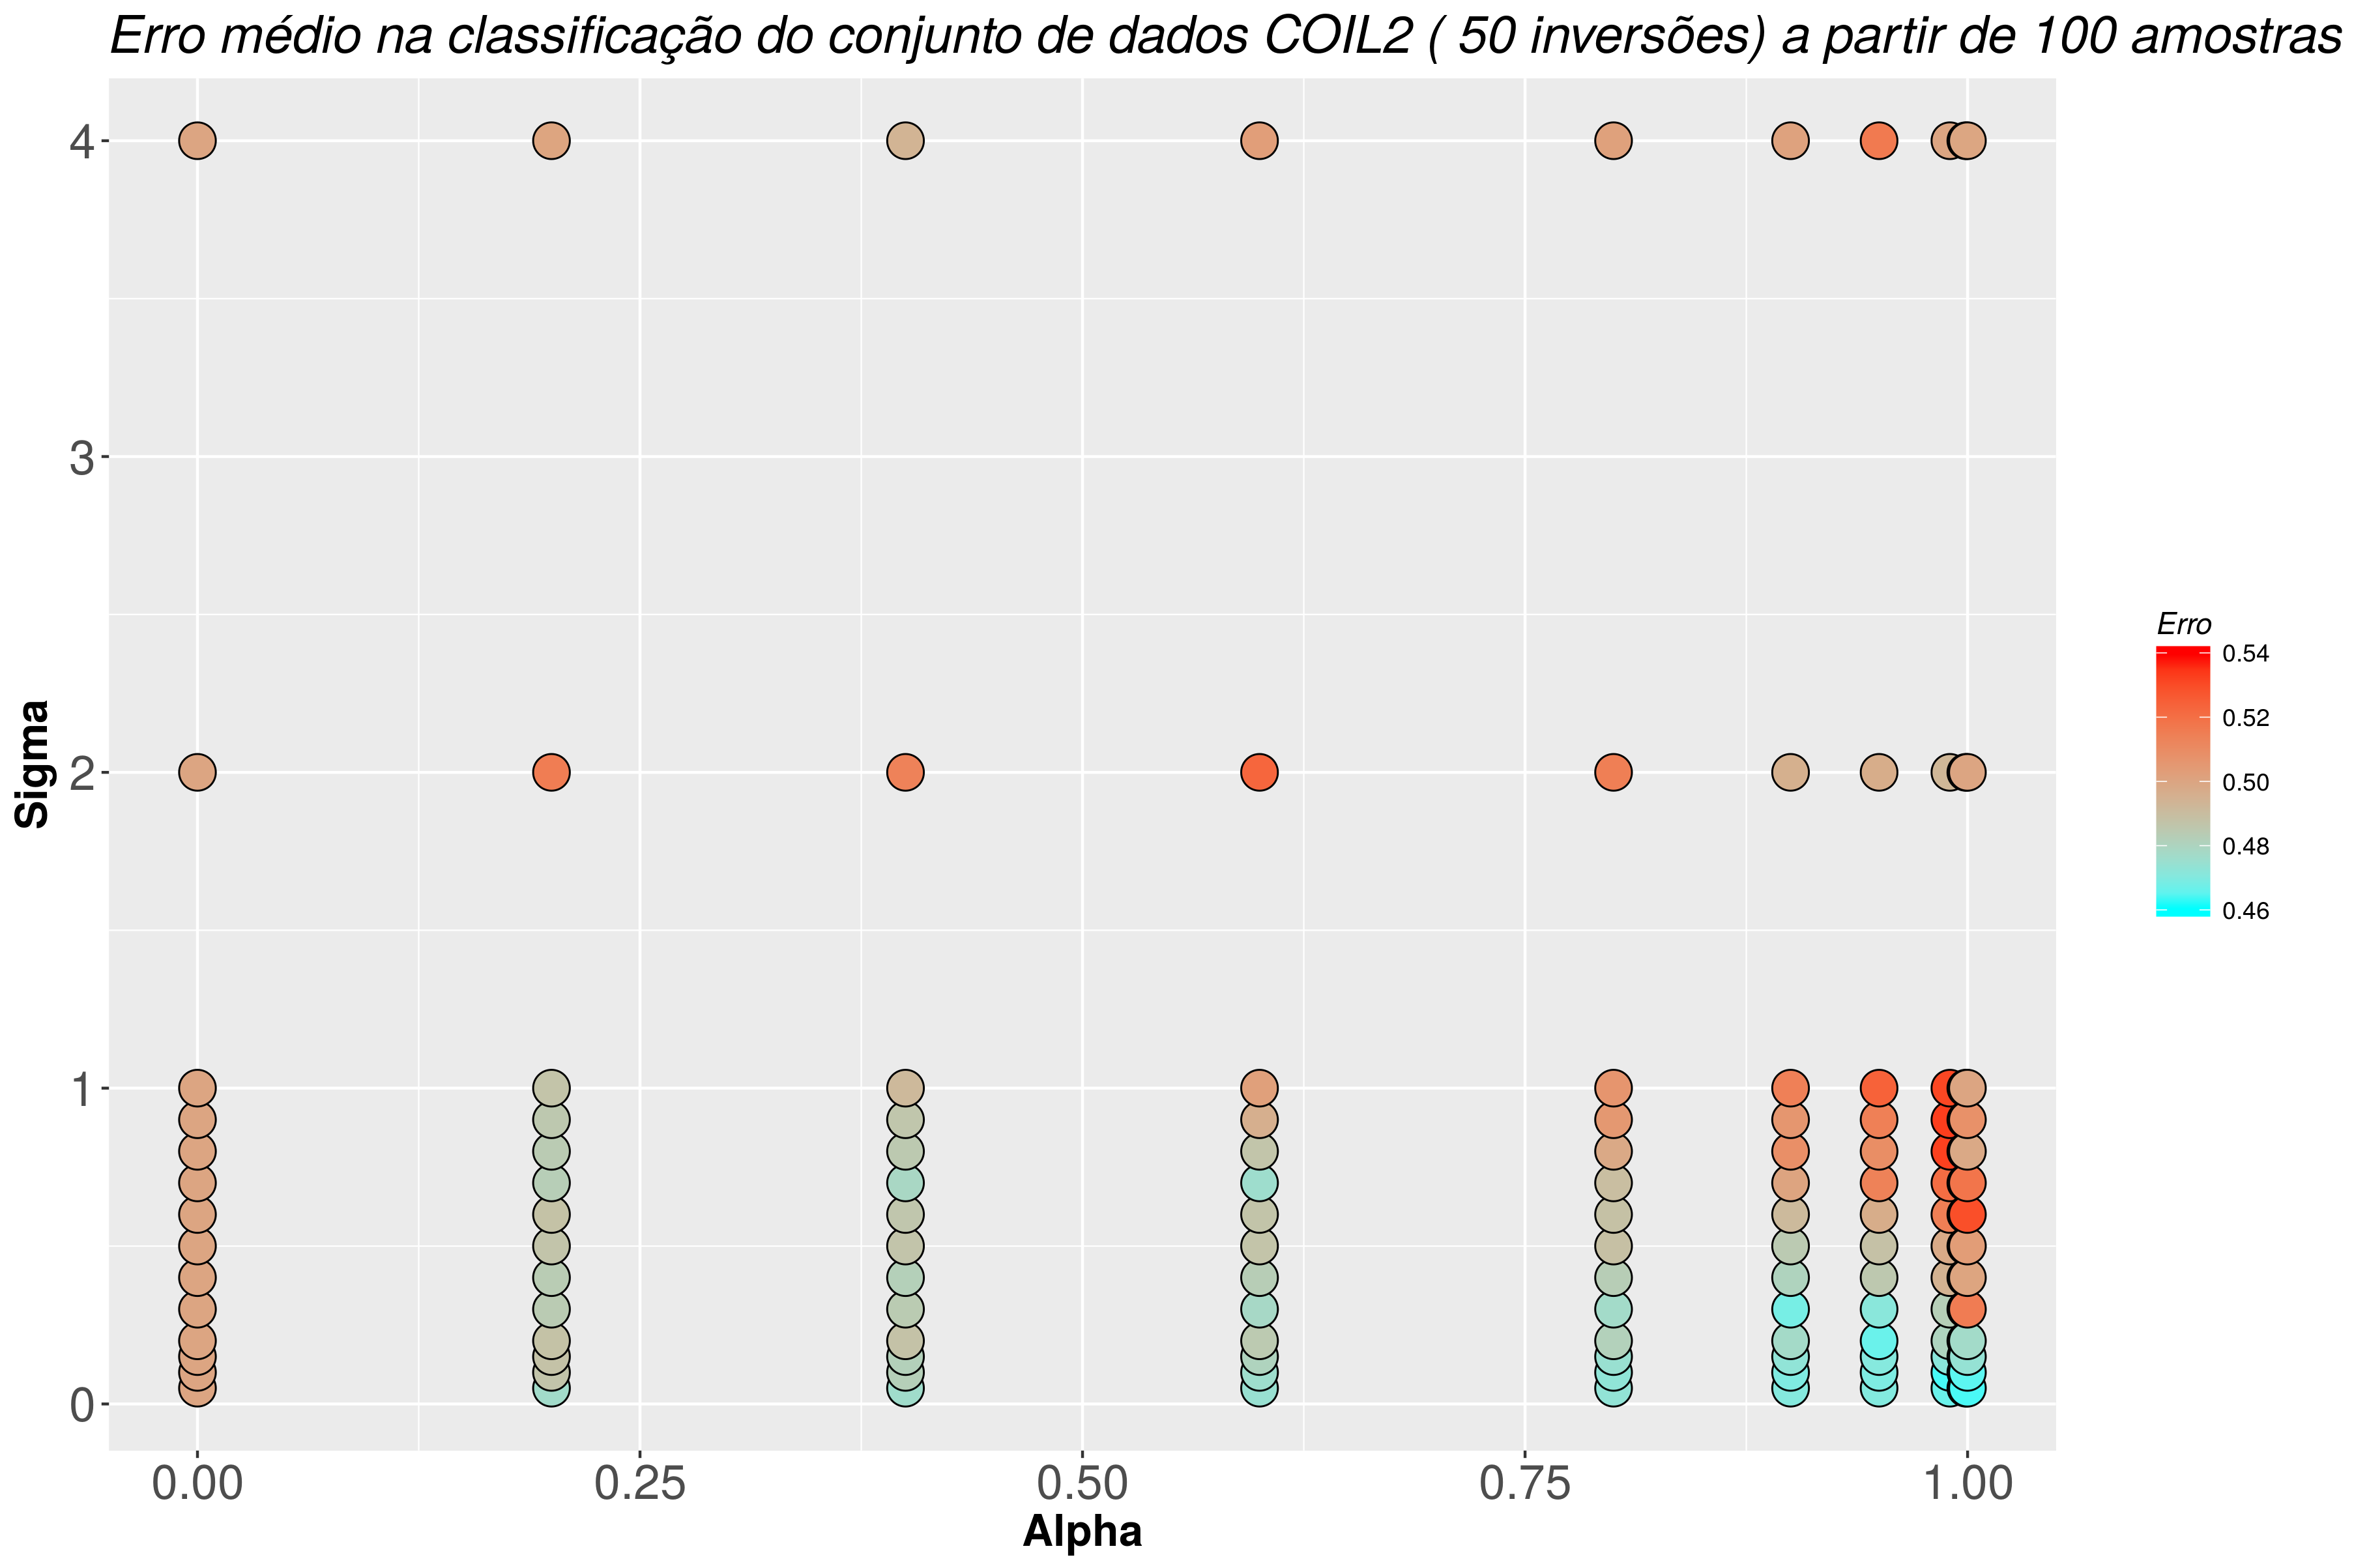 Erro médio na classificação do conjunto de dados COIL2 ( 50 inversões) a partir de 100 amostras
4
3
2
1
0
Sigma
0.00 0.25 0.50 0.75 1.00
Alpha
Erro
0.54
0.52
0.50
0.48
0.46